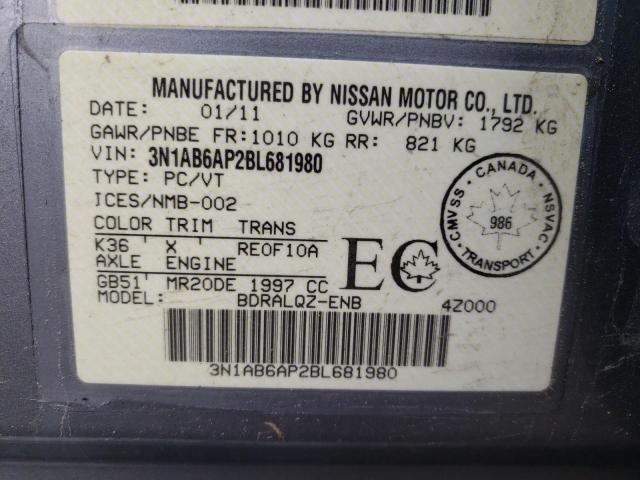 MANUFACTURED BY NISSAN MOTOR CO., LTD.
DATE: 01/11 GVWR/PNBV: 1792 KG
GAWR/PNBE FR:1010 KG RR: 821 KG
VIN: 3N1AB6AP2BL681980
TYPE: PC/VT
ICES/NMB-002
COLOR TRIM TRANS
K36 ' X ' RE0F10A
AXLE ENGINE
GB51' MR20DE 1997 CC
MODEL: BDRALQZ-ENB 4Z000
EC
CANADA
CMVSS 986 NSVAC
TRANSPORT
3N1AB6AP2BL681980